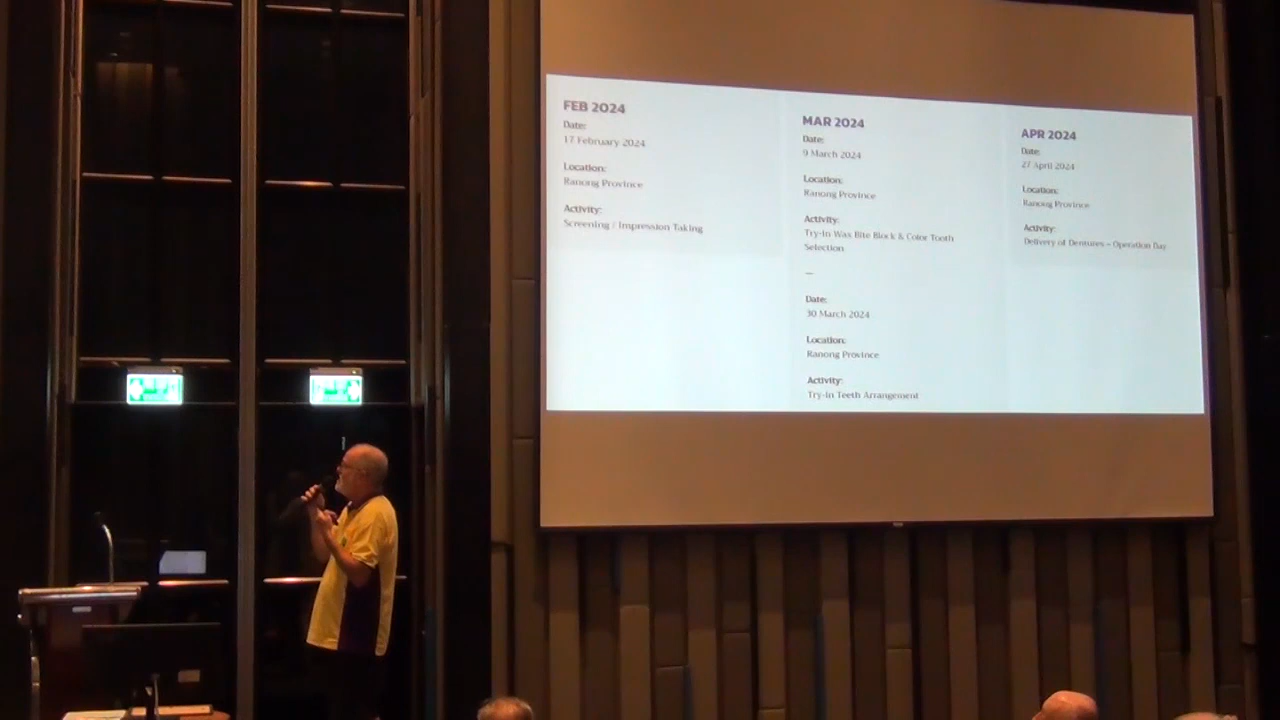 FEB 2024
Date:
17 February 2024
Location:
Ranong Province
Activity:
Screening / Impression Taking
MAR 2024
Date:
9 March 2024
Location:
Ranong Province
Activity:
Try-In Wax Bite Block & Color Tooth
Selection
—
Date:
30 March 2024
Location:
Ranong Province
Activity:
Try-In Teeth Arrangement
APR 2024
Date:
27 April 2024
Location:
Ranong Province
Activity:
Delivery of Dentures – Operation Day